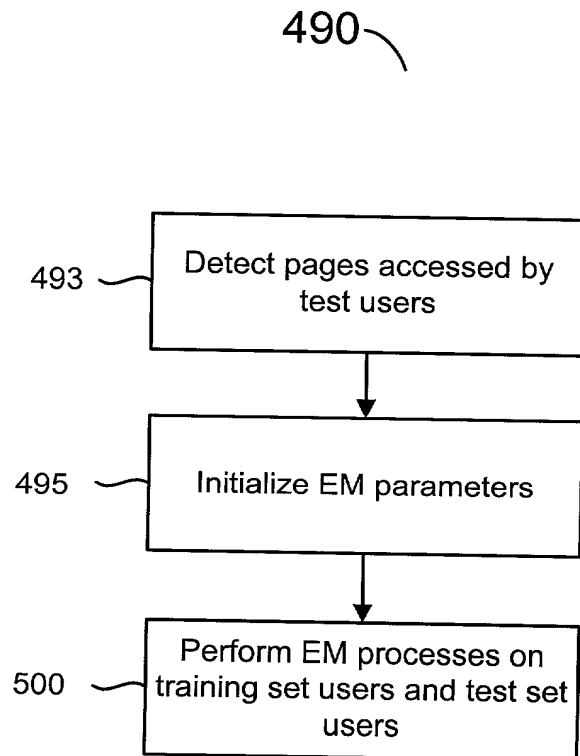 490
493
Detect pages accessed by
test users
495
Initialize EM parameters
500
Perform EM processes on
training set users and test set
users